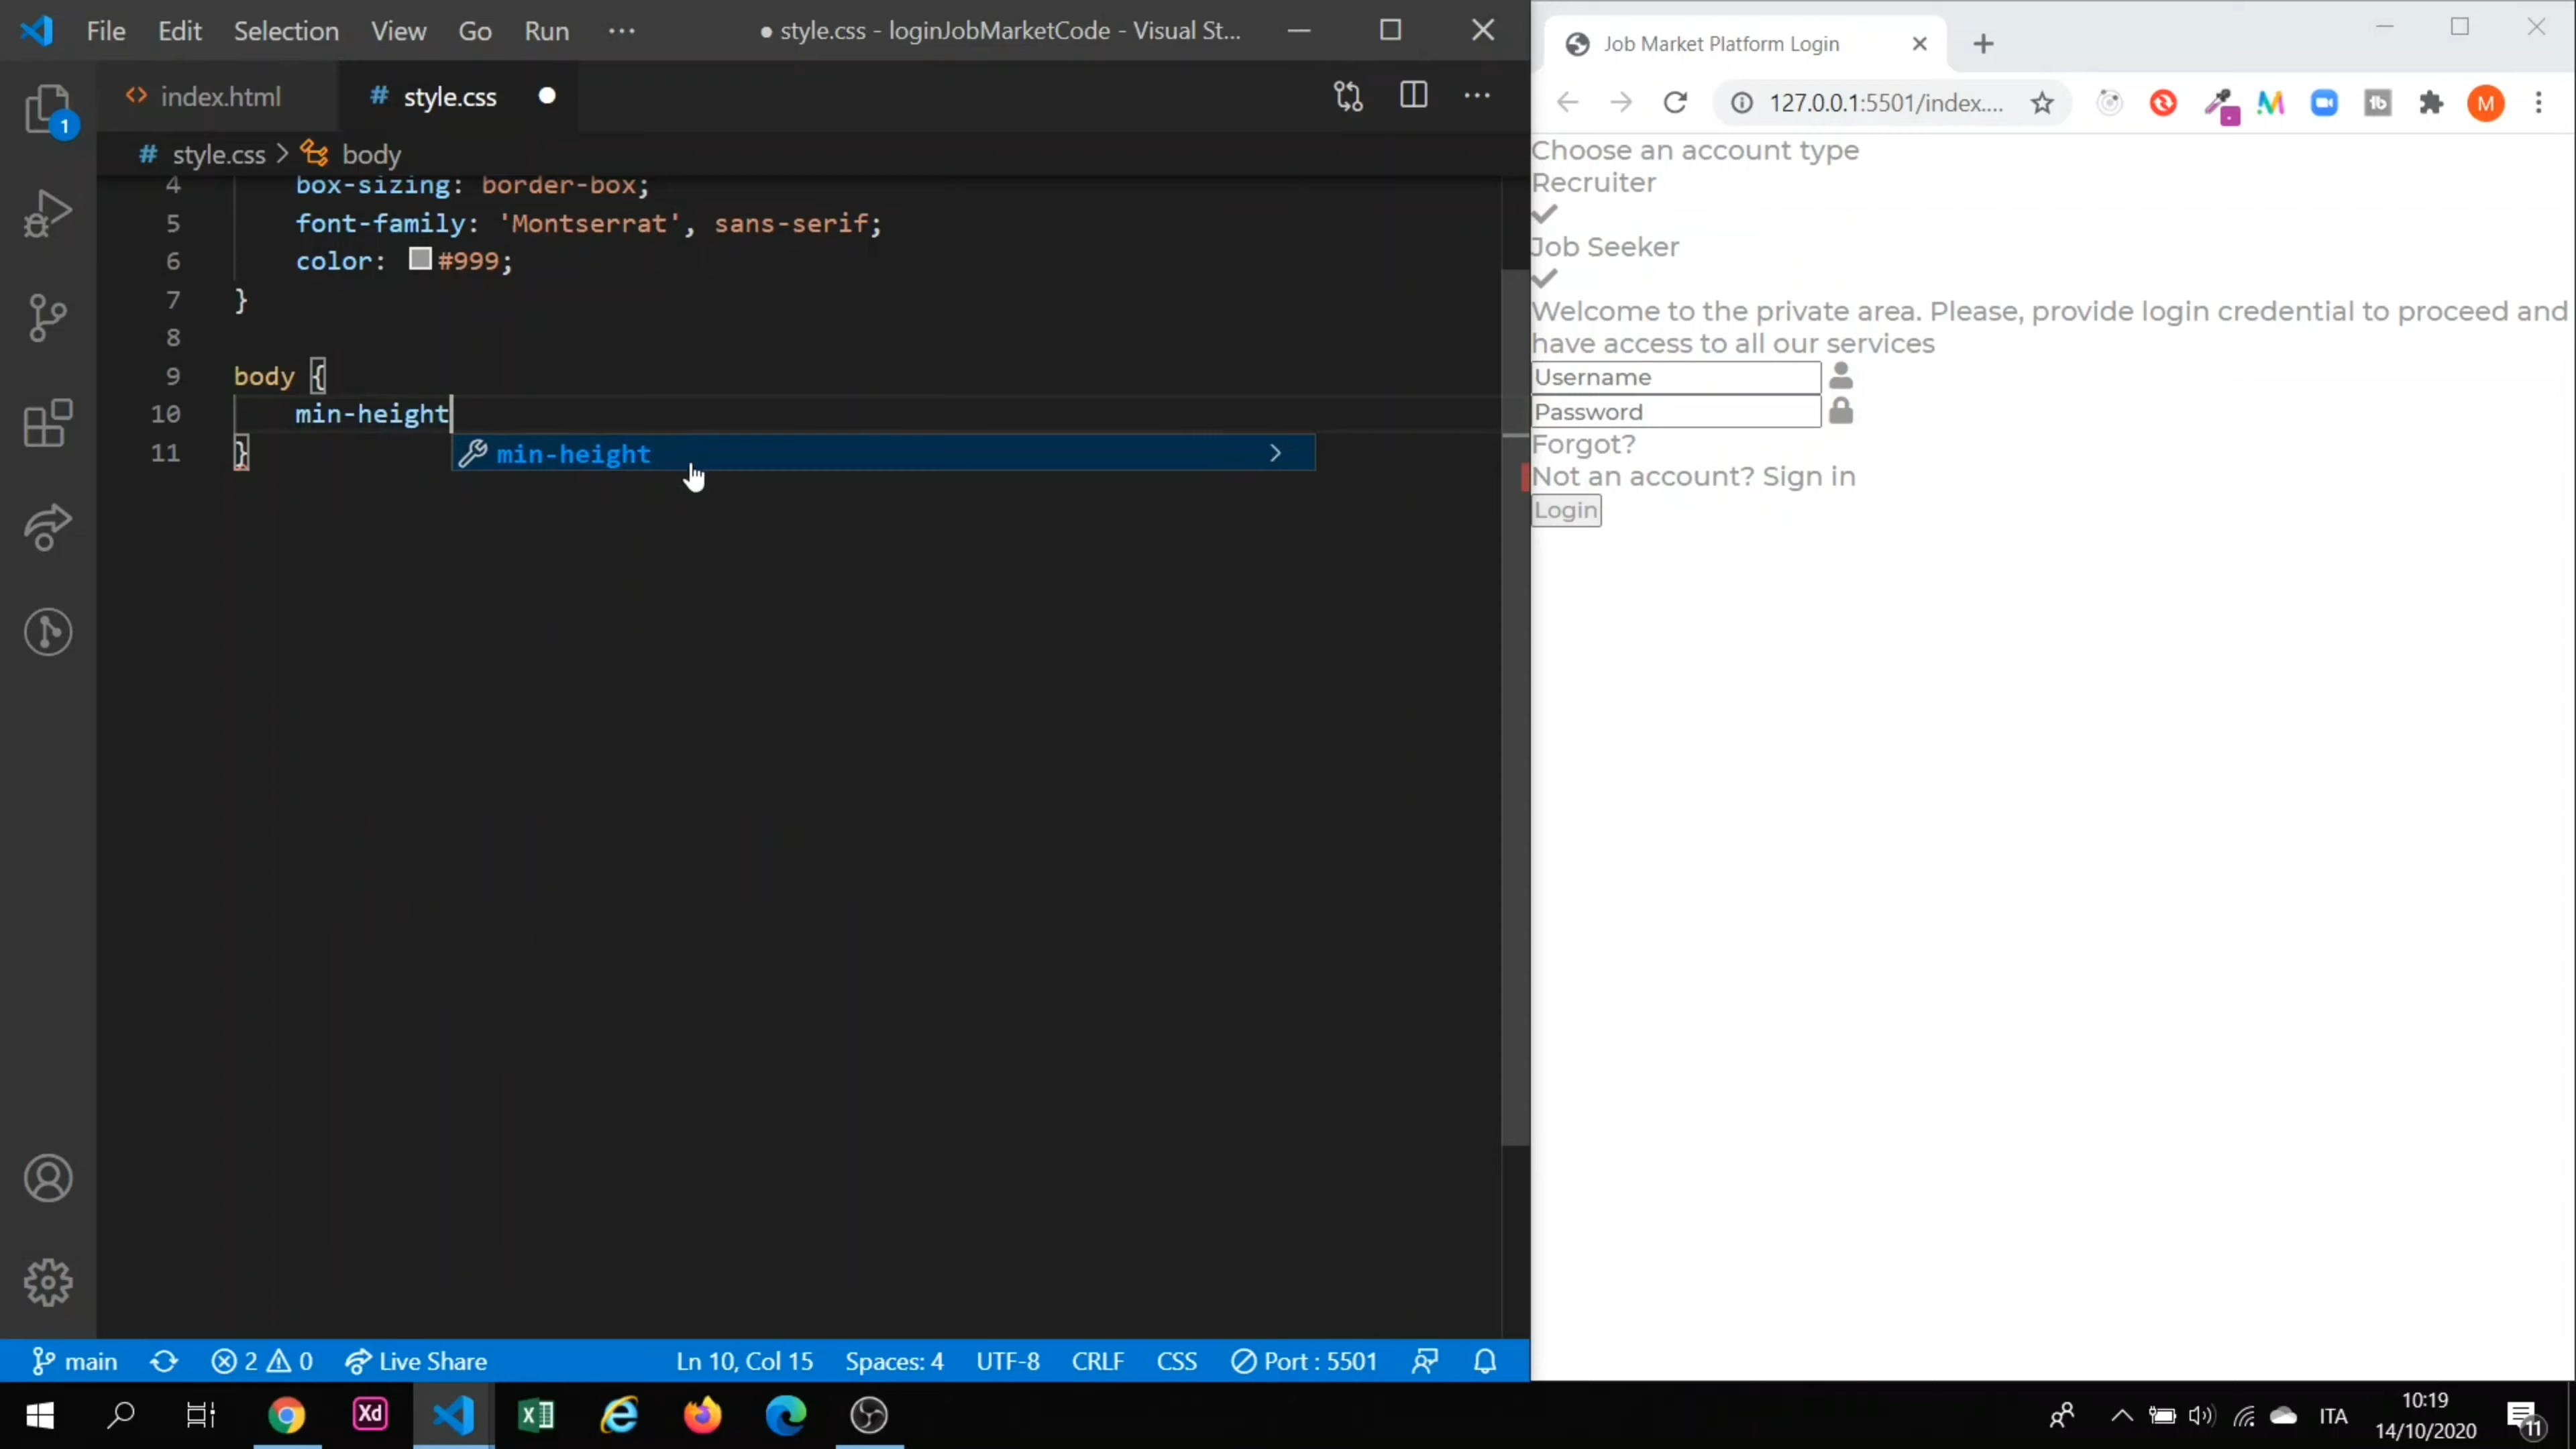 File Edit Selection View Go Run ···
● style.css - loginJobMarketCode - Visual St...
1
<> index.html
# style.css ●
# style.css > body
4 box-sizing: border-box;
5 font-family: 'Montserrat', sans-serif;
6 color: #999;
7 }
8
9 body {
10 min-height
min-height
11 }
main
2 0
Live Share
Ln 10, Col 15
Spaces: 4
UTF-8
CRLF
CSS
Port : 5501
Job Market Platform Login
127.0.0.1:5501/index....
M
Choose an account type
Recruiter
Job Seeker
Welcome to the private area. Please, provide login credential to proceed and
have access to all our services
Username
Password
Forgot?
Not an account? Sign in
Login
Xd
ITA
10:19
14/10/2020
11